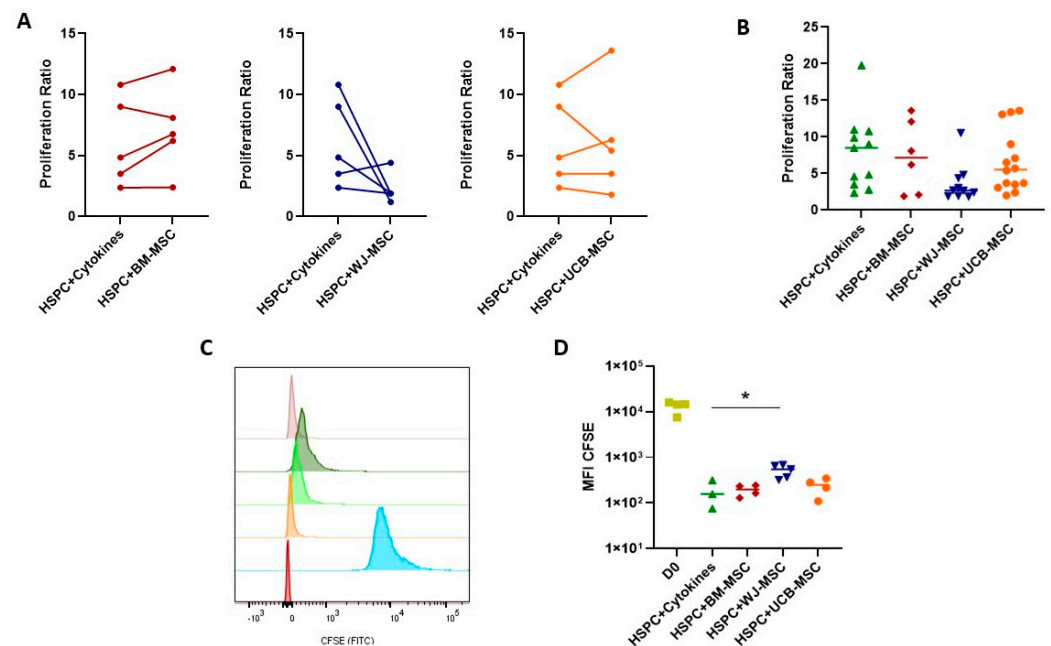 A
Proliferation Ratio
15
10
5
0
HSPC+Cytokines
HSPC+BM-MSC
Proliferation Ratio
15
10
5
0
HSPC+Cytokines
HSPC+WJ-MSC
Proliferation Ratio
15
10
5
0
HSPC+Cytokines
HSPC+UCB-MSC
B
Proliferation Ratio
25
20
15
10
5
0
HSPC+Cytokines
HSPC+BM-MSC
HSPC+WJ-MSC
HSPC+UCB-MSC
C
-10³ 0 10³ 10⁴ 10⁵
CFSE (FITC)
D
MFI CFSE
1×10⁵
1×10⁴
1×10³
1×10²
1×10¹
*
D0
HSPC+Cytokines
HSPC+BM-MSC
HSPC+WJ-MSC
HSPC+UCB-MSC